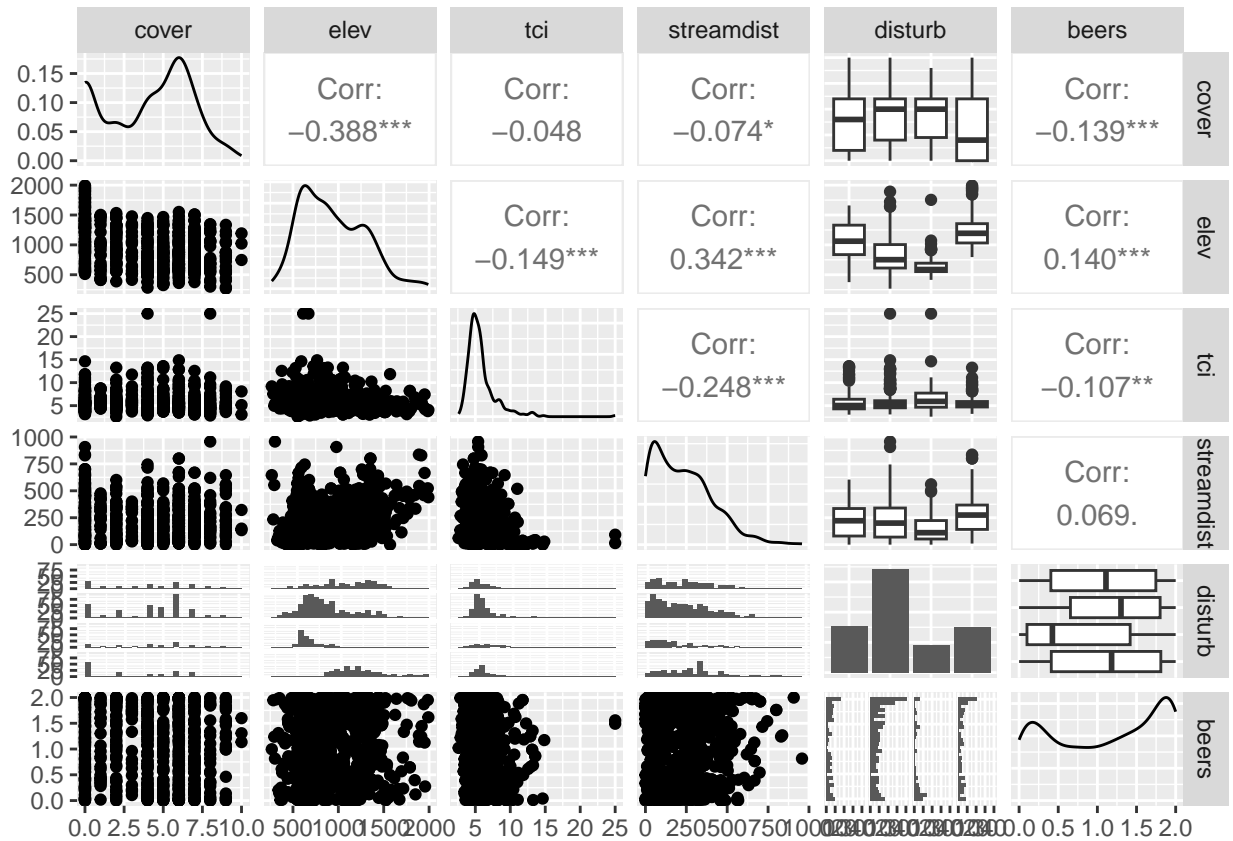 cover elev tci streamdist disturb beers
0.15
0.10
0.05
0.00
Corr:
−0.388***
Corr:
−0.048
Corr:
−0.074*
Corr:
−0.139***
cover
2000
1500
1000
500
Corr:
−0.149***
Corr:
0.342***
Corr:
0.140***
elev
25
20
15
10
5
Corr:
−0.248***
Corr:
−0.107**
tci
1000
750
500
250
0
Corr:
0.069.
streamdist
disturb
2.0
1.5
1.0
0.5
0.0
beers
0.0 2.5 5.0 7.5 10.0 500 1000 1500 2000 5 10 15 20 25 0 250 500 750 1000 0.0 0.5 1.0 1.5 2.0